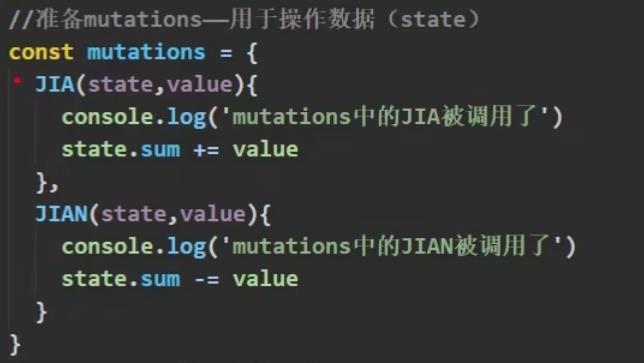 //准备mutations——用于操作数据（state）
const mutations = {
JIA(state,value){
console.log('mutations中的JIA被调用了')
state.sum += value
},
JIAN(state,value){
console.log('mutations中的JIAN被调用了')
state.sum -= value
}
}